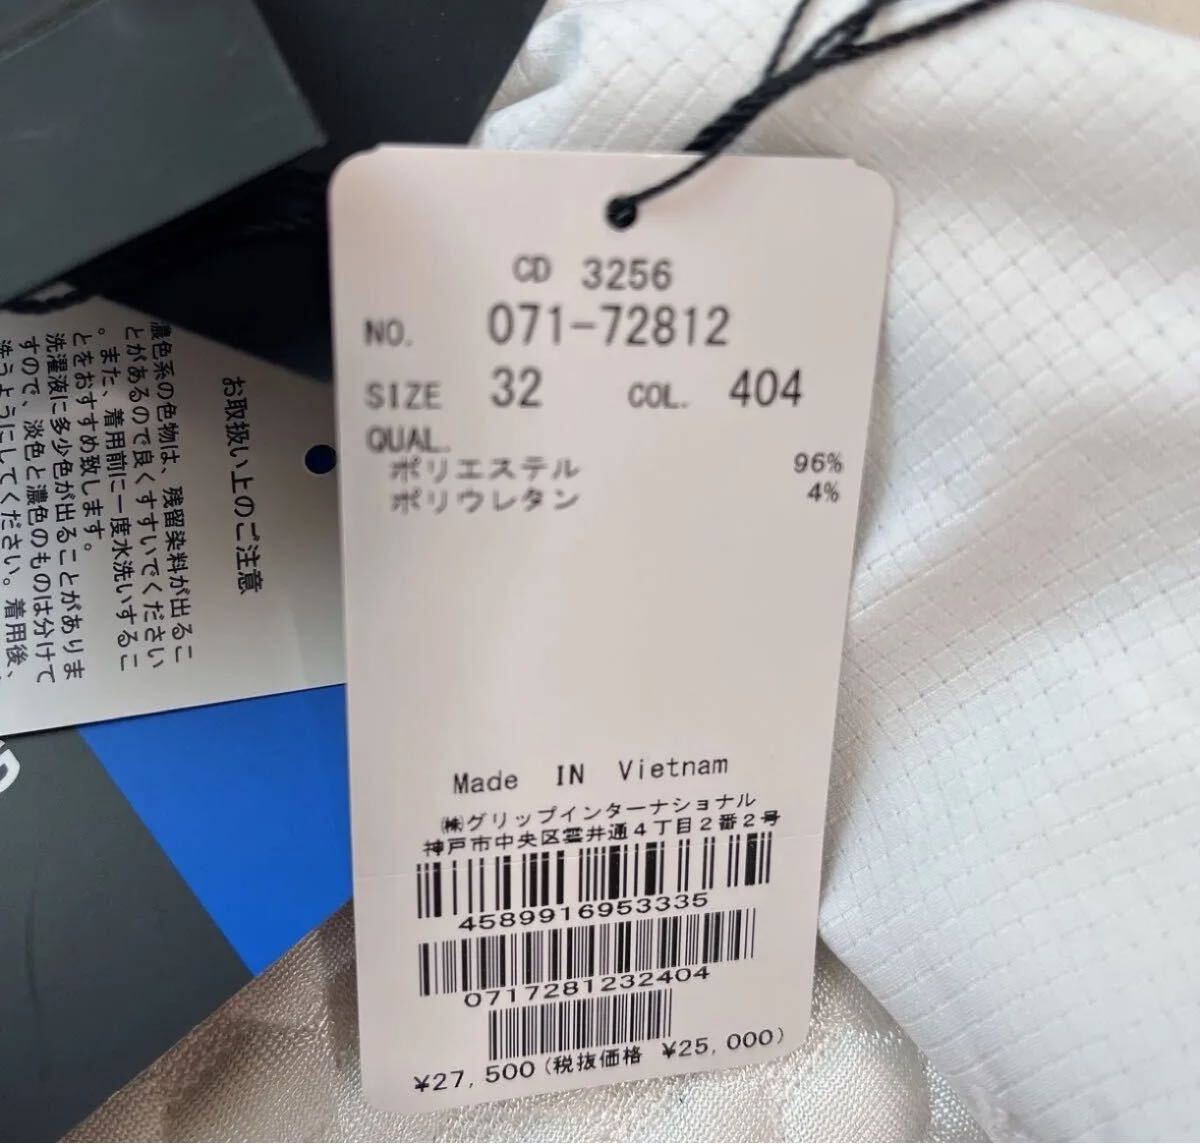 CD 3256
NO. 071-72812
SIZE 32 COL. 404
QUAL.
ポリエステル 96%
ポリウレタン 4%
Made IN Vietnam
㈱グリップインターナショナル
神戸市中央区雲井通4丁目2番2号
4589916953335
0717281232404
¥27,500(税抜価格 ¥25,000)
お取扱い上のご注意
濃色系の色物は、残留染料が出るこ
とがあるので良くすすいでください
。また、着用前に一度水洗いするこ
とをおすすめ致します。
洗濯液に多少色が出ることがありま
すので、淡色と濃色のものは分けて
洗うようにしてください。着用後、